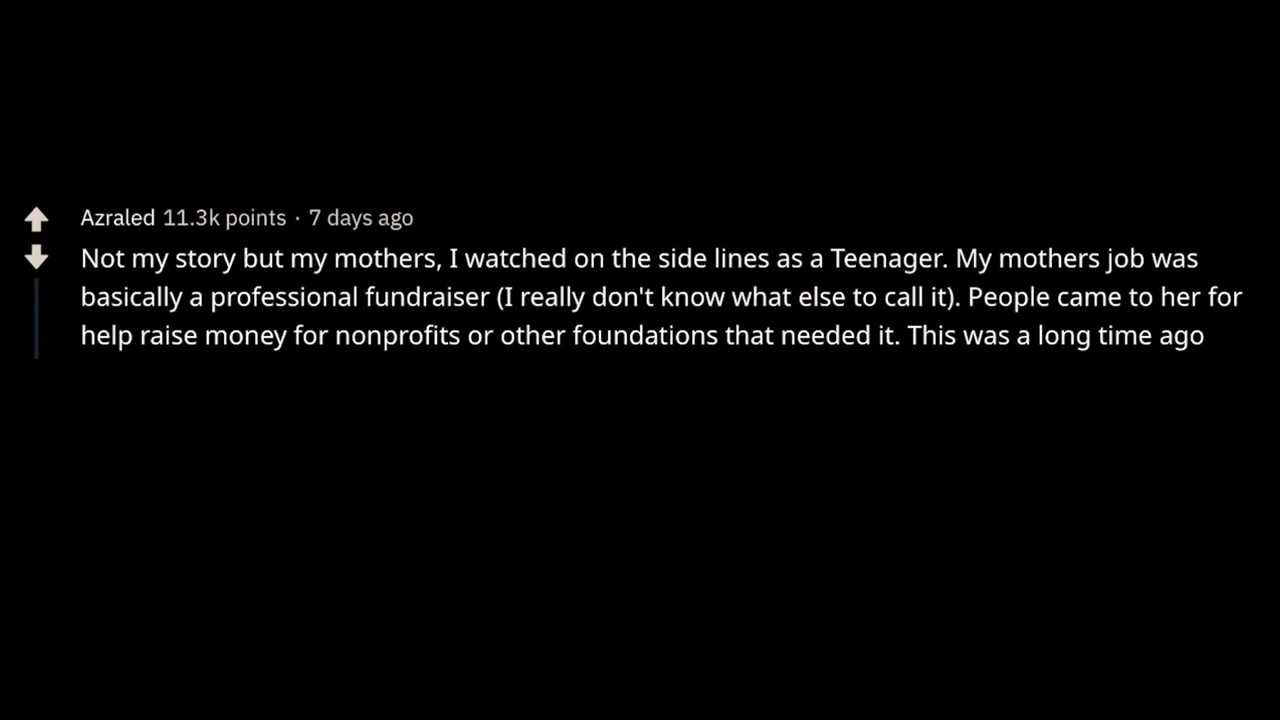 Azraled 11.3k points · 7 days ago
Not my story but my mothers, I watched on the side lines as a Teenager. My mothers job was
basically a professional fundraiser (I really don't know what else to call it). People came to her for
help raise money for nonprofits or other foundations that needed it. This was a long time ago